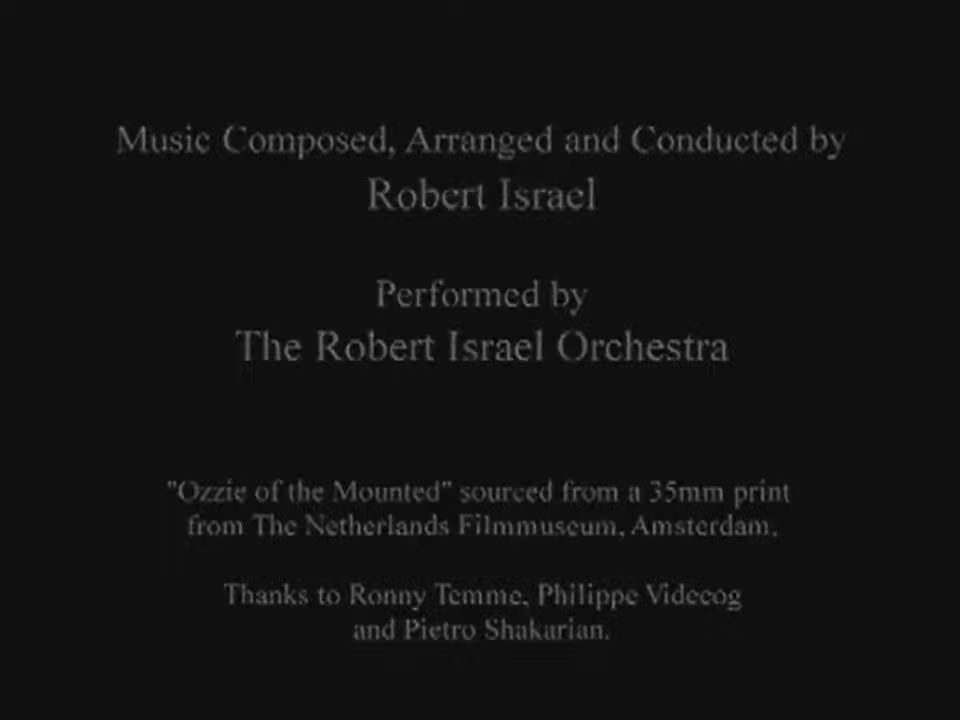 Music Composed, Arranged and Conducted by
Robert Israel
Performed by
The Robert Israel Orchestra
"Ozzie of the Mounted" sourced from a 35mm print
from The Netherlands Filmmuseum, Amsterdam.
Thanks to Ronny Temme, Philippe Videcog
and Pietro Shakarian.